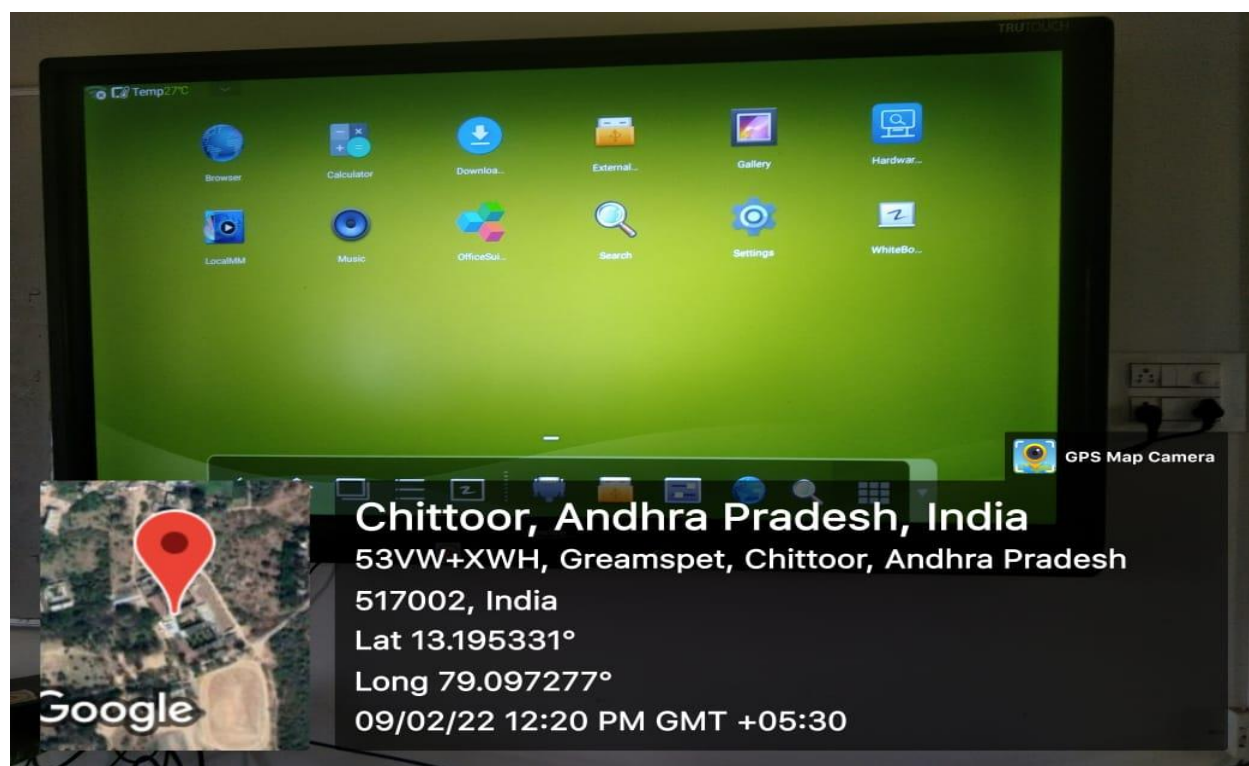 TRUTOUCH
Temp27°C
Browser Calculator Downloa... External... Gallery Hardwar...
LocalMM Music OfficeSui... Search Settings WhiteBo...
GPS Map Camera
Chittoor, Andhra Pradesh, India
53VW+XWH, Greamspet, Chittoor, Andhra Pradesh
517002, India
Lat 13.195331°
Long 79.097277°
09/02/22 12:20 PM GMT +05:30
Google